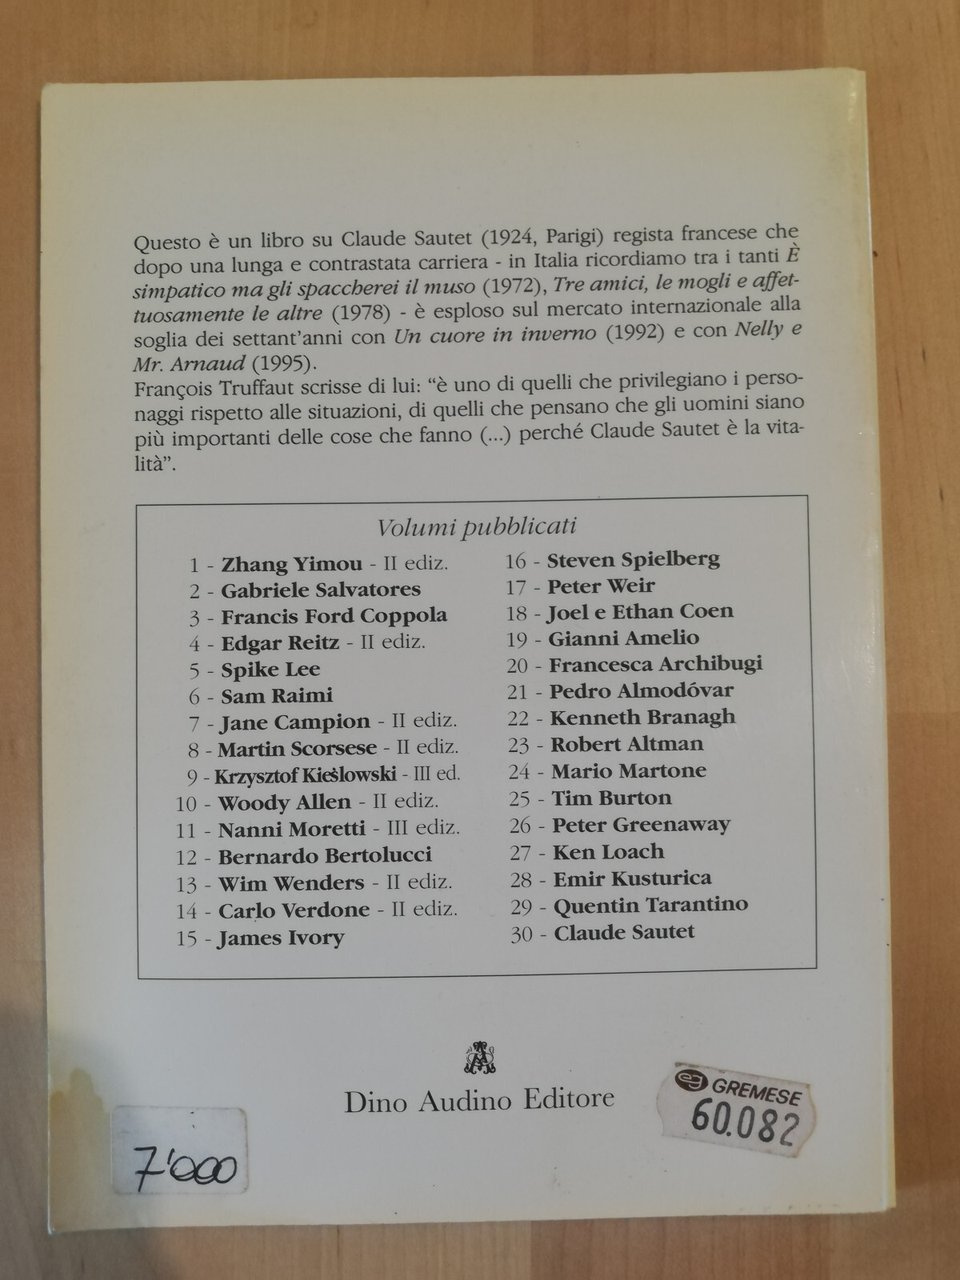 Questo è un libro su Claude Sautet (1924, Parigi) regista francese che
dopo una lunga e contrastata carriera - in Italia ricordiamo tra i tanti È
simpatico ma gli spaccherei il muso (1972), Tre amici, le mogli e affet-
tuosamente le altre (1978) - è esploso sul mercato internazionale alla
soglia dei settant'anni con Un cuore in inverno (1992) e con Nelly e
Mr. Arnaud (1995).
François Truffaut scrisse di lui: "è uno di quelli che privilegiano i perso-
naggi rispetto alle situazioni, di quelli che pensano che gli uomini siano
più importanti delle cose che fanno (...) perché Claude Sautet è la vita-
lità".
Volumi pubblicati
1 - Zhang Yimou - II ediz.
2 - Gabriele Salvatores
3 - Francis Ford Coppola
4 - Edgar Reitz - II ediz.
5 - Spike Lee
6 - Sam Raimi
7 - Jane Campion - II ediz.
8 - Martin Scorsese - II ediz.
9 - Krzysztof Kieślowski - III ed.
10 - Woody Allen - II ediz.
11 - Nanni Moretti - III ediz.
12 - Bernardo Bertolucci
13 - Wim Wenders - II ediz.
14 - Carlo Verdone - II ediz.
15 - James Ivory
16 - Steven Spielberg
17 - Peter Weir
18 - Joel e Ethan Coen
19 - Gianni Amelio
20 - Francesca Archibugi
21 - Pedro Almodóvar
22 - Kenneth Branagh
23 - Robert Altman
24 - Mario Martone
25 - Tim Burton
26 - Peter Greenaway
27 - Ken Loach
28 - Emir Kusturica
29 - Quentin Tarantino
30 - Claude Sautet
Dino Audino Editore
GREMESE
60.082
7'000